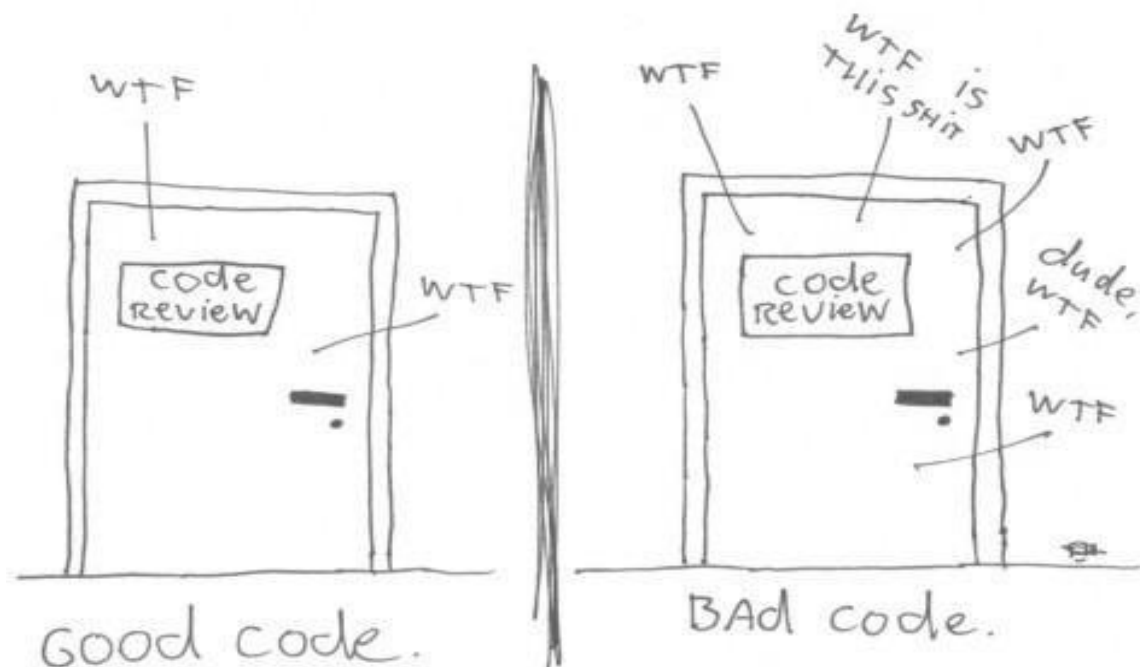 WTF
code
REVIEW
WTF
GOOD code.
WTF
WTF is
THIS SHIT
WTF
code
REVIEW
dude,
WTF
WTF
BAD code.